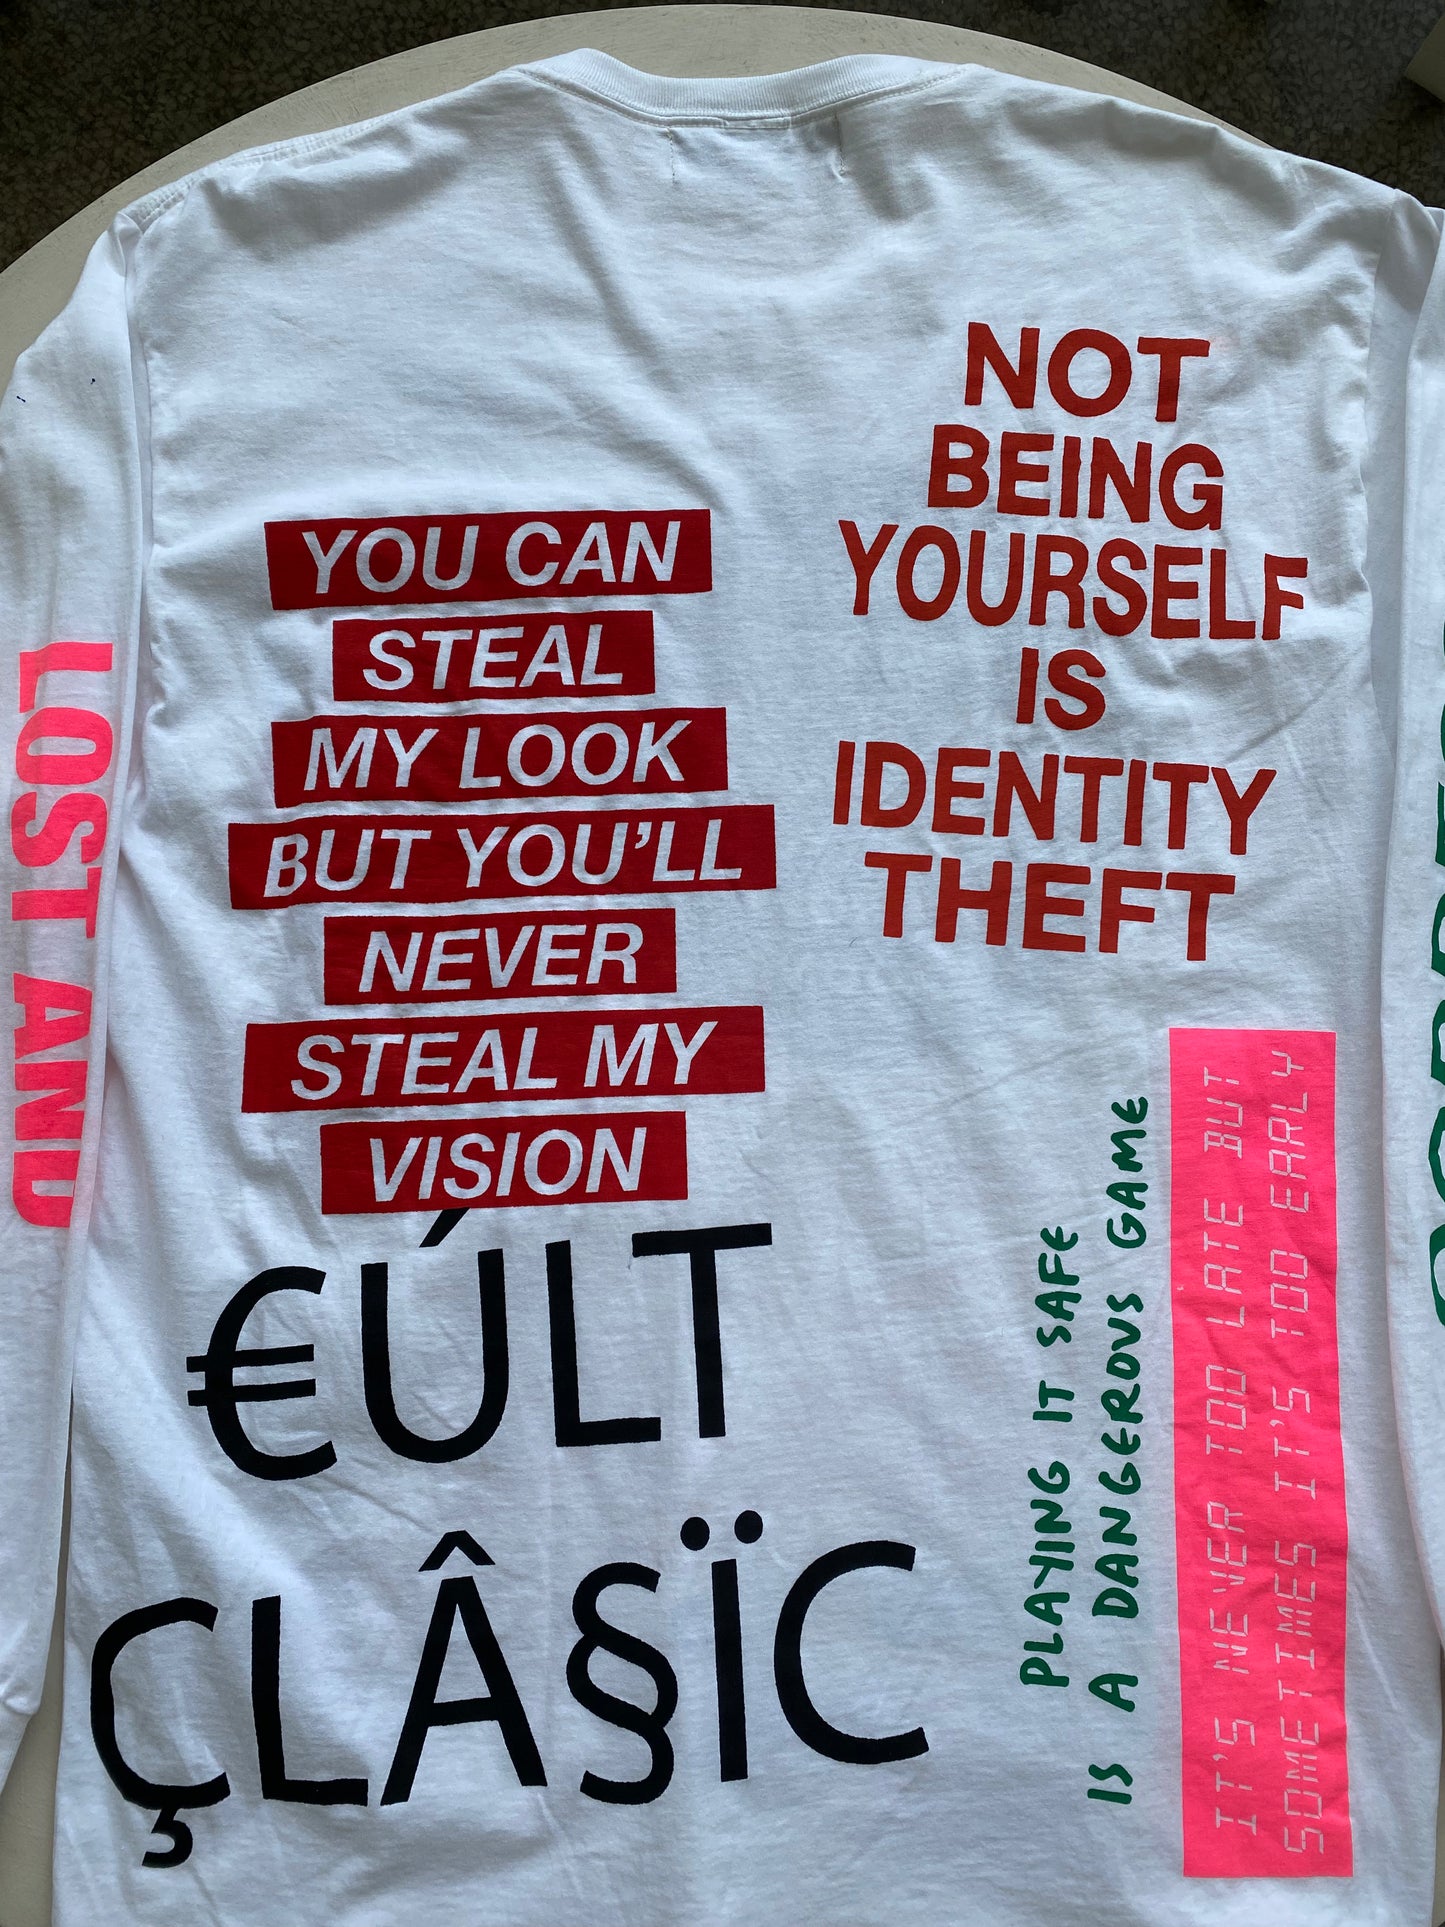 NOT
BEING
YOURSELF
IS
IDENTITY
THEFT
YOU CAN
STEAL
MY LOOK
BUT YOU'LL
NEVER
STEAL MY
VISION
LOST AND
€ÚLT
ÇLÂ§ÏC
PLAYING IT SAFE
IS A DANGEROUS GAME
IT'S NEVER TOO LATE BUT
SOMETIMES IT'S TOO EARLY